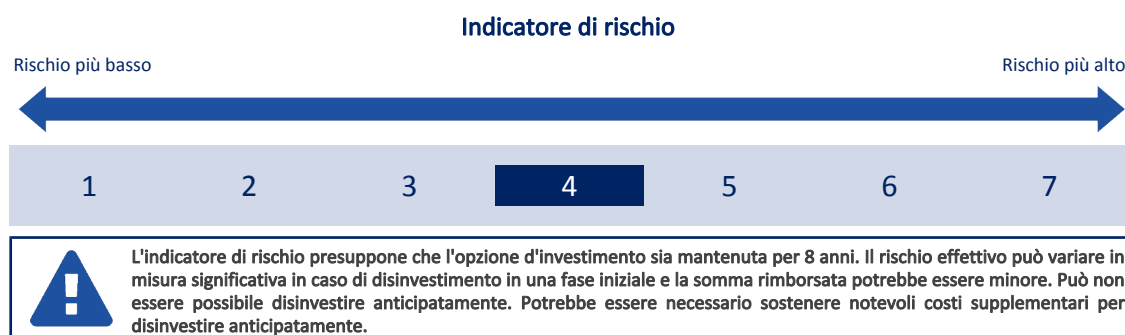 Indicatore di rischio
Rischio più basso
Rischio più alto
1 2 3 4 5 6 7
L'indicatore di rischio presuppone che l'opzione d'investimento sia mantenuta per 8 anni. Il rischio effettivo può variare in
misura significativa in caso di disinvestimento in una fase iniziale e la somma rimborsata potrebbe essere minore. Può non
essere possibile disinvestire anticipatamente. Potrebbe essere necessario sostenere notevoli costi supplementari per
disinvestire anticipatamente.